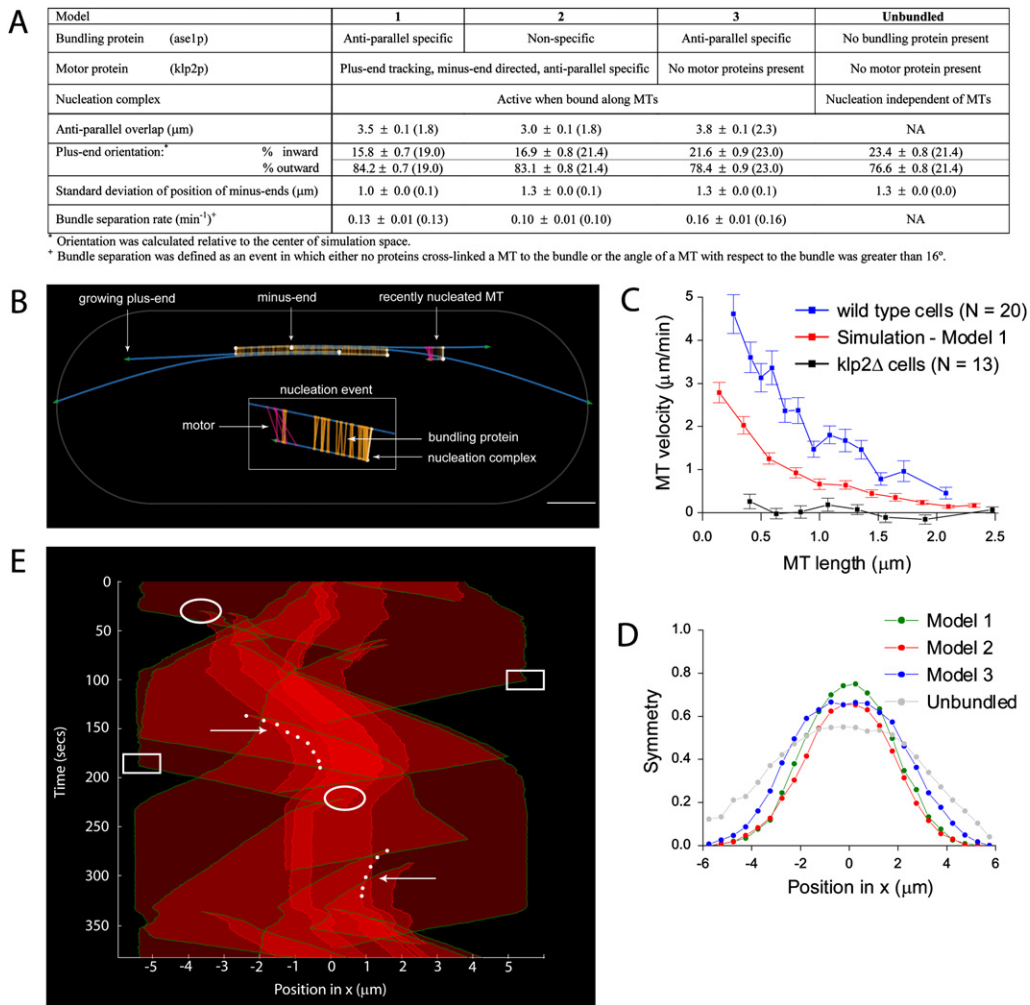 A
Model 1 2 3 Unbundled
Bundling protein (ase1p) Anti-parallel specific Non-specific Anti-parallel specific No bundling protein present
Motor protein (klp2p) Plus-end tracking, minus-end directed, anti-parallel specific No motor proteins present No motor protein present
Nucleation complex Active when bound along MTs Nucleation independent of MTs
Anti-parallel overlap (μm) 3.5 ± 0.1 (1.8) 3.0 ± 0.1 (1.8) 3.8 ± 0.1 (2.3) NA
Plus-end orientation:* % inward 15.8 ± 0.7 (19.0) 16.9 ± 0.8 (21.4) 21.6 ± 0.9 (23.0) 23.4 ± 0.8 (21.4)
% outward 84.2 ± 0.7 (19.0) 83.1 ± 0.8 (21.4) 78.4 ± 0.9 (23.0) 76.6 ± 0.8 (21.4)
Standard deviation of position of minus-ends (μm) 1.0 ± 0.0 (0.1) 1.3 ± 0.0 (0.1) 1.3 ± 0.0 (0.1) 1.3 ± 0.0 (0.0)
Bundle separation rate (min⁻¹)⁺ 0.13 ± 0.01 (0.13) 0.10 ± 0.01 (0.10) 0.16 ± 0.01 (0.16) NA
* Orientation was calculated relative to the center of simulation space.
⁺ Bundle separation was defined as an event in which either no proteins cross-linked a MT to the bundle or the angle of a MT with respect to the bundle was greater than 16°.
B
growing plus-end minus-end recently nucleated MT
nucleation event
motor
bundling protein
nucleation complex
C
MT velocity (μm/min)
5
4
3
2
1
0
0.0 0.5 1.0 1.5 2.0 2.5
MT length (μm)
wild type cells (N = 20)
Simulation - Model 1
klp2Δ cells (N = 13)
E
Time (secs)
0
50
100
150
200
250
300
350
-5 -4 -3 -2 -1 0 1 2 3 4 5
Position in x (μm)
D
Model 1
Model 2
Model 3
Unbundled
Symmetry
1.0
0.8
0.6
0.4
0.2
0.0
-6 -4 -2 0 2 4 6
Position in x (μm)